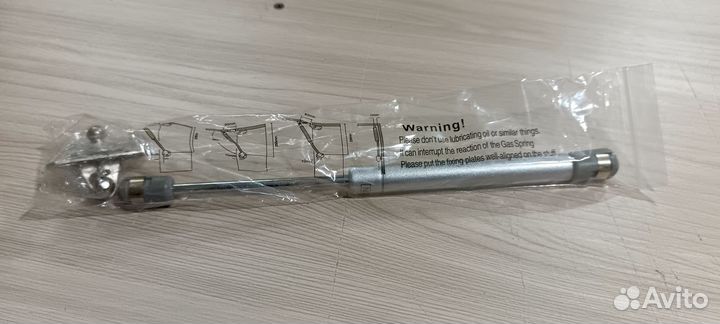 Warning!
Please don't use lubricating oil or similar things.
It can interrupt the reaction of the Gas Spring
Please put the fixing plates well-aligned on the stuff
Avito